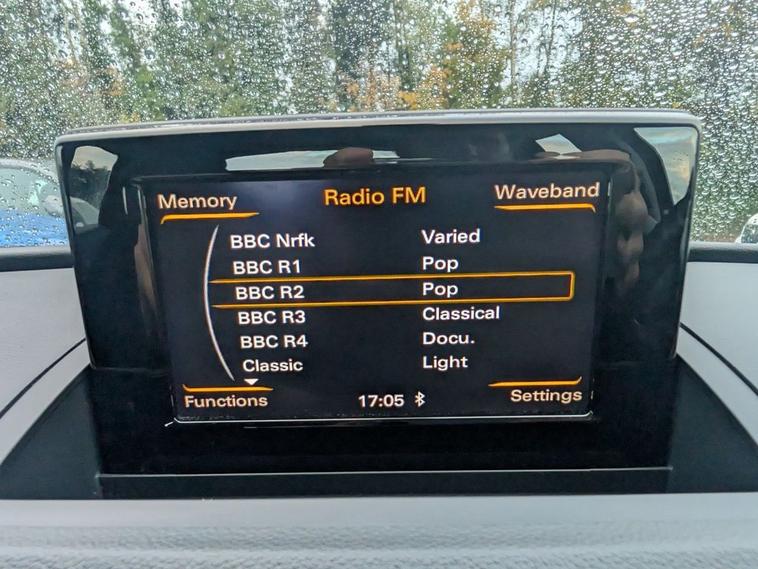 Memory Radio FM Waveband
BBC Nrfk Varied
BBC R1 Pop
BBC R2 Pop
BBC R3 Classical
BBC R4 Docu.
Classic Light
Functions 17:05 Settings